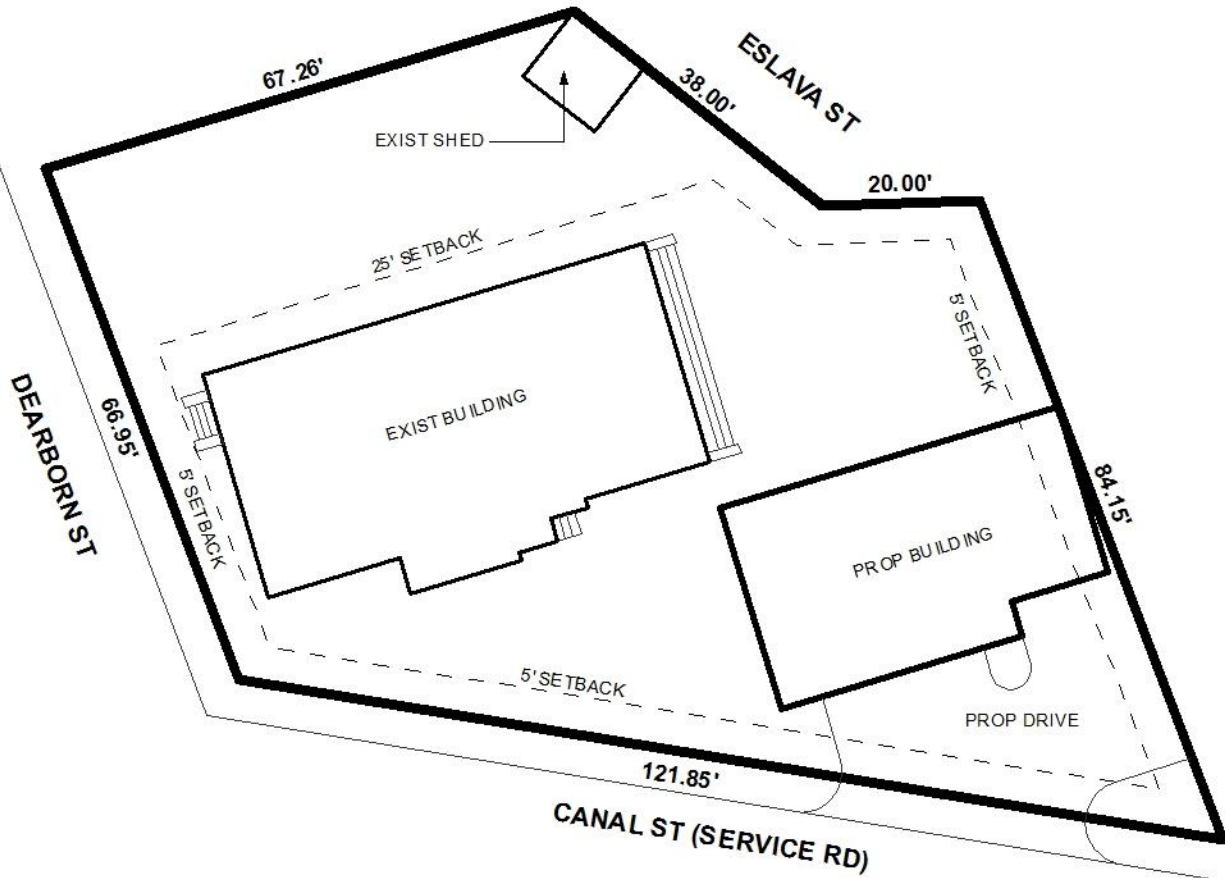 67.26'
ESLAVA ST
38.00'
EXIST SHED
20.00'
25' SETBACK
5' SETBACK
EXIST BUILDING
DEARBORN ST
66.95'
5' SETBACK
84.15'
PROP BUILDING
5' SETBACK
PROP DRIVE
121.85'
CANAL ST (SERVICE RD)